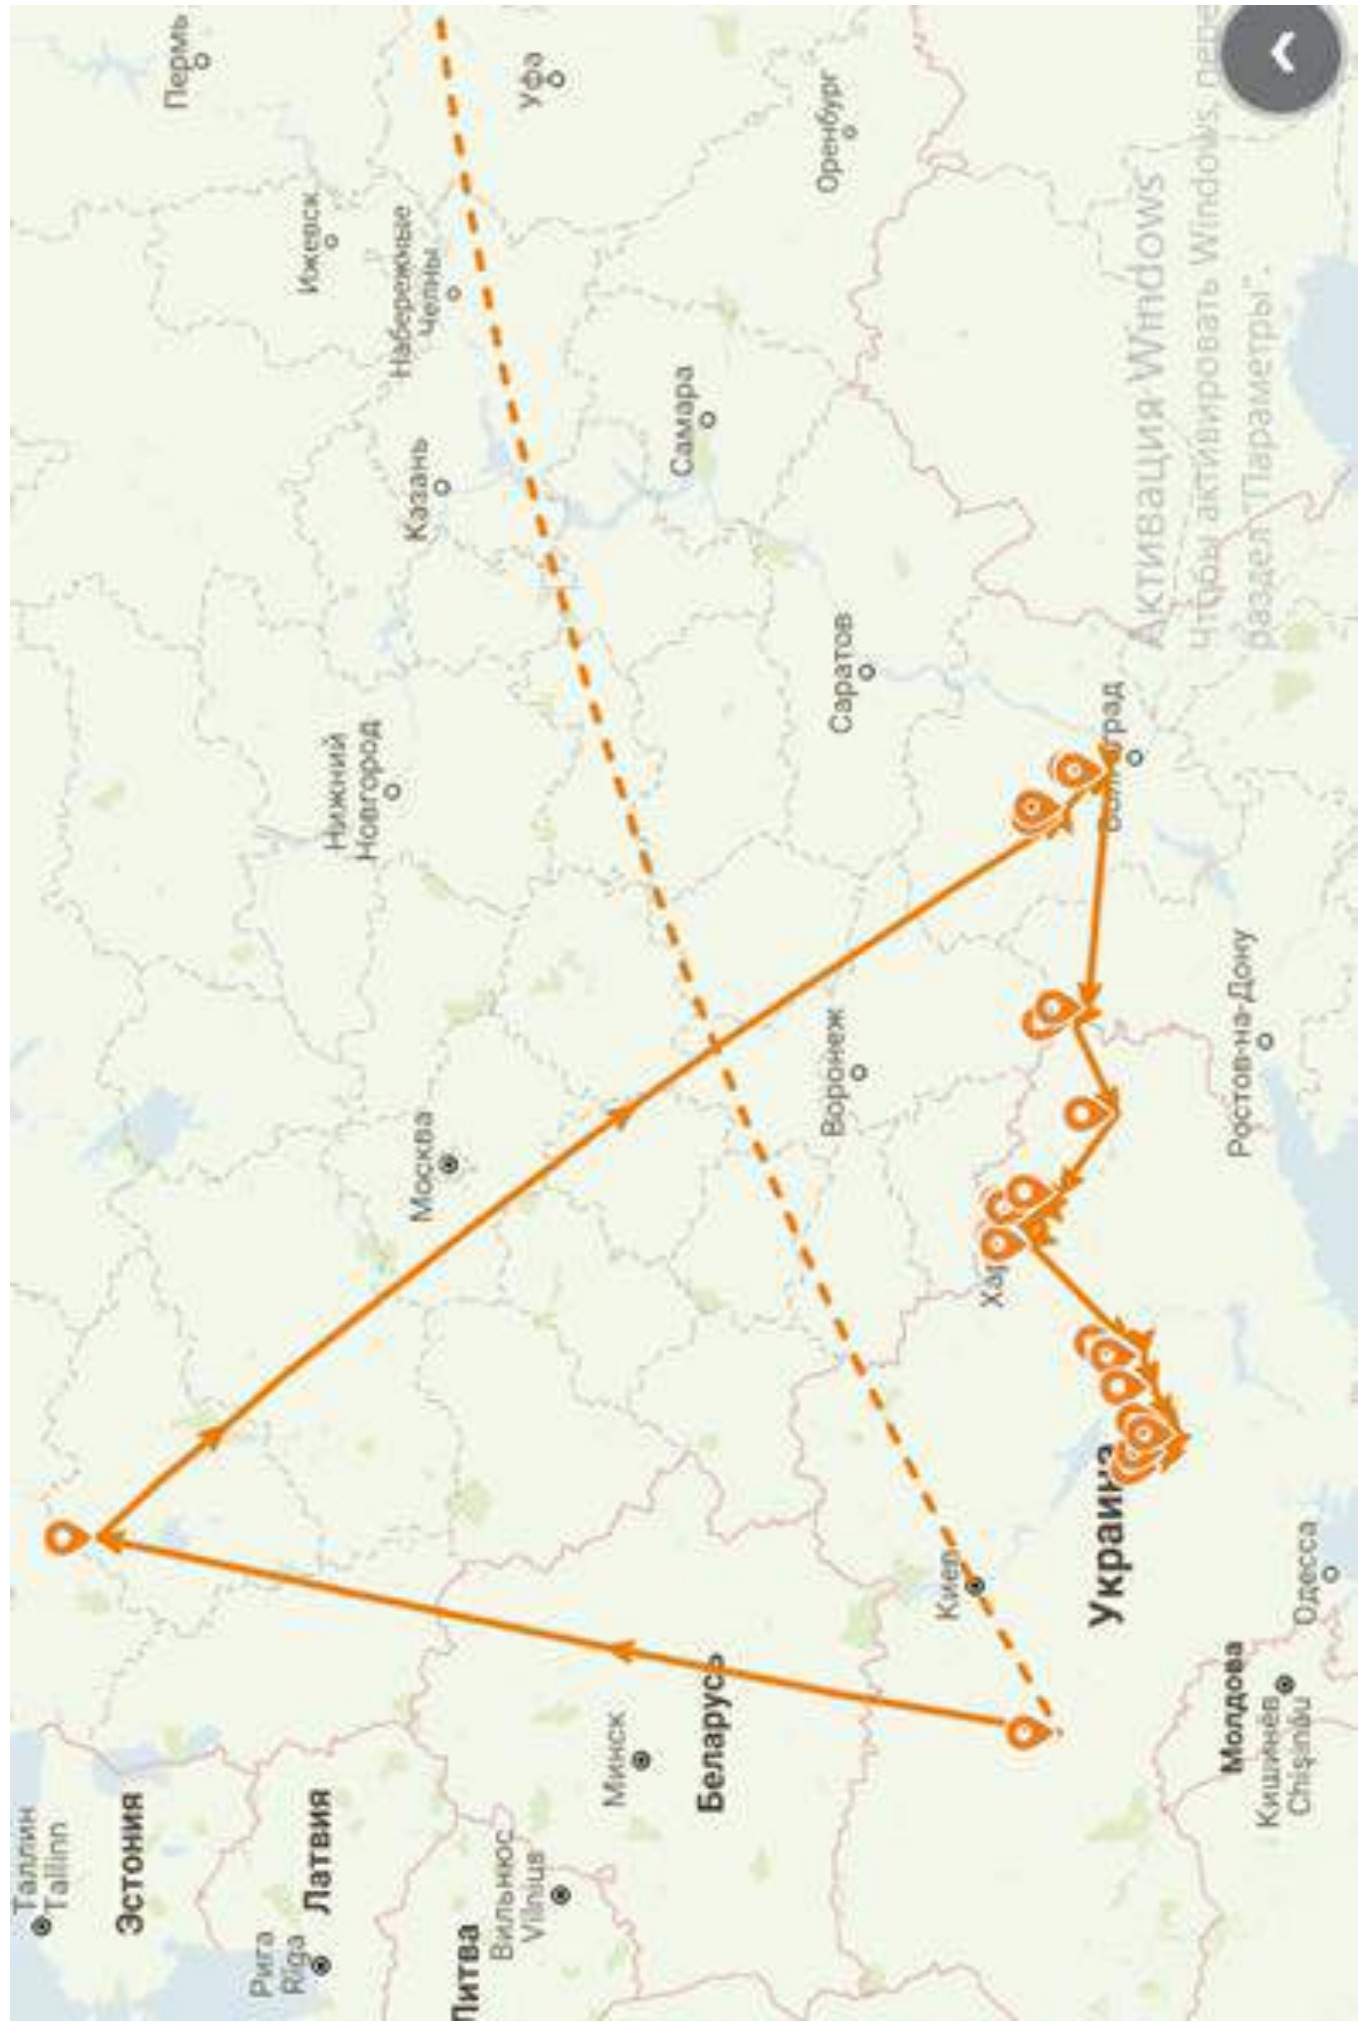 Таллин
Tallinn
Эстония
Рига
Rīga
Латвия
Литва
Вильнюс
Vilnius
Минск
Беларусь
Москва
Нижний
Новгород
Казань
Набережные
Челны
Ижевск
Пермь
Уфа
Оренбург
Самара
Саратов
Воронеж
Киев
Украина
Молдова
Кишинёв
Chișinău
Одесса
Ростов-на-Дону
Активация Windows
Чтобы активировать Windows, пере
раздел "Параметры".